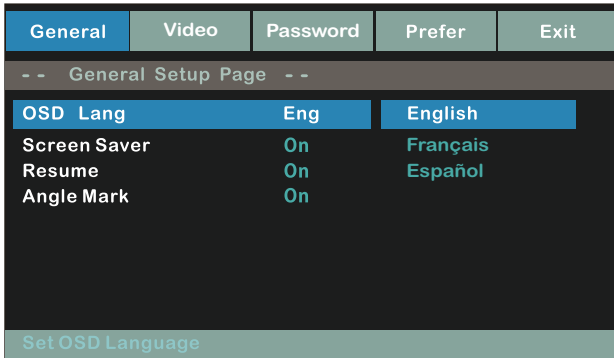 General Video Password Prefer Exit
-- General Setup Page --
OSD Lang Eng English
Screen Saver On Français
Resume On Español
Angle Mark On
Set OSD Language